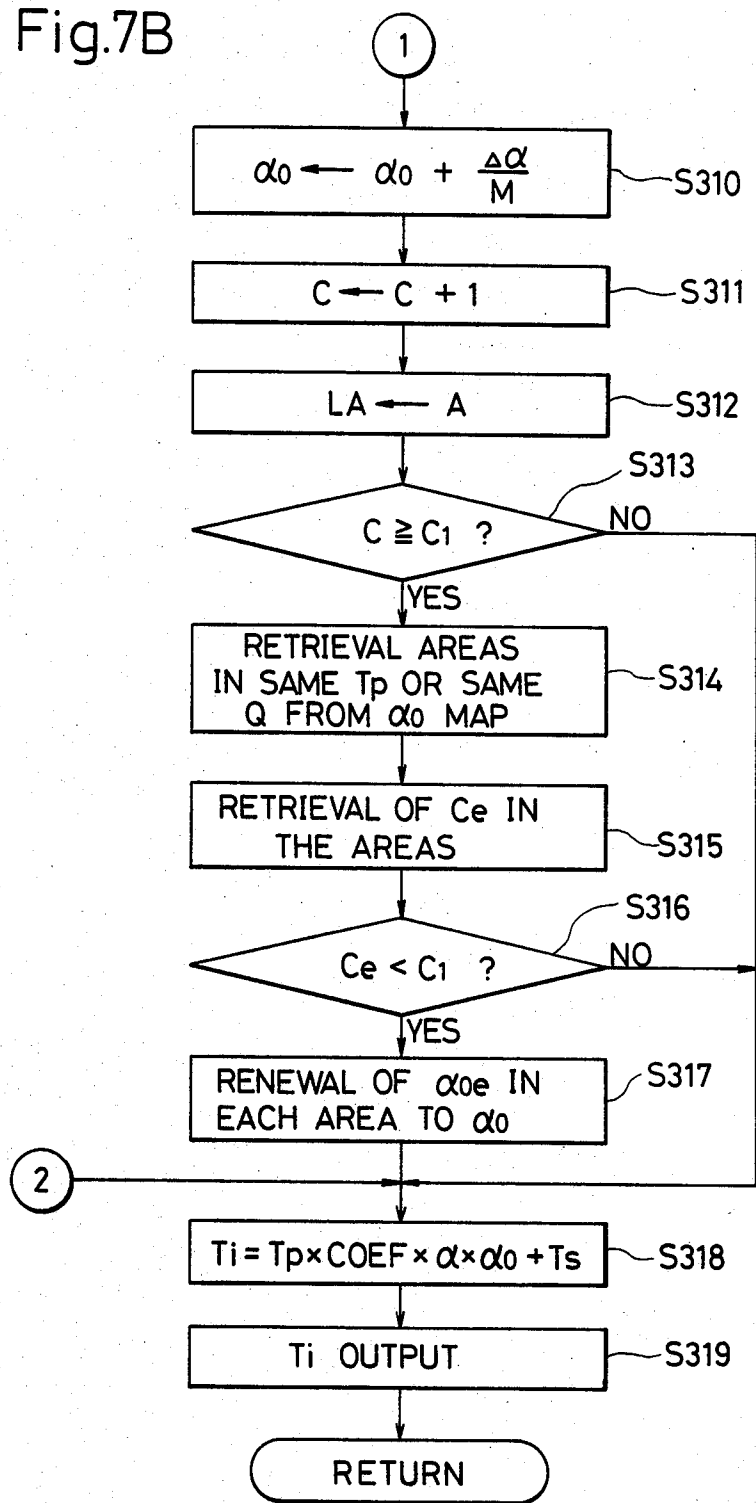 Fig.7B
1
α0 ← α0 + Δα/M
S310
C ← C + 1
S311
LA ← A
S312
S313
C ≧ C1 ?
NO
YES
RETRIEVAL AREAS
IN SAME Tp OR SAME
Q FROM α0 MAP
S314
RETRIEVAL OF Ce IN
THE AREAS
S315
S316
Ce < C1 ?
NO
YES
RENEWAL OF α0e IN
EACH AREA TO α0
S317
2
Ti = Tp×COEF×α×α0 + Ts
S318
Ti OUTPUT
S319
RETURN